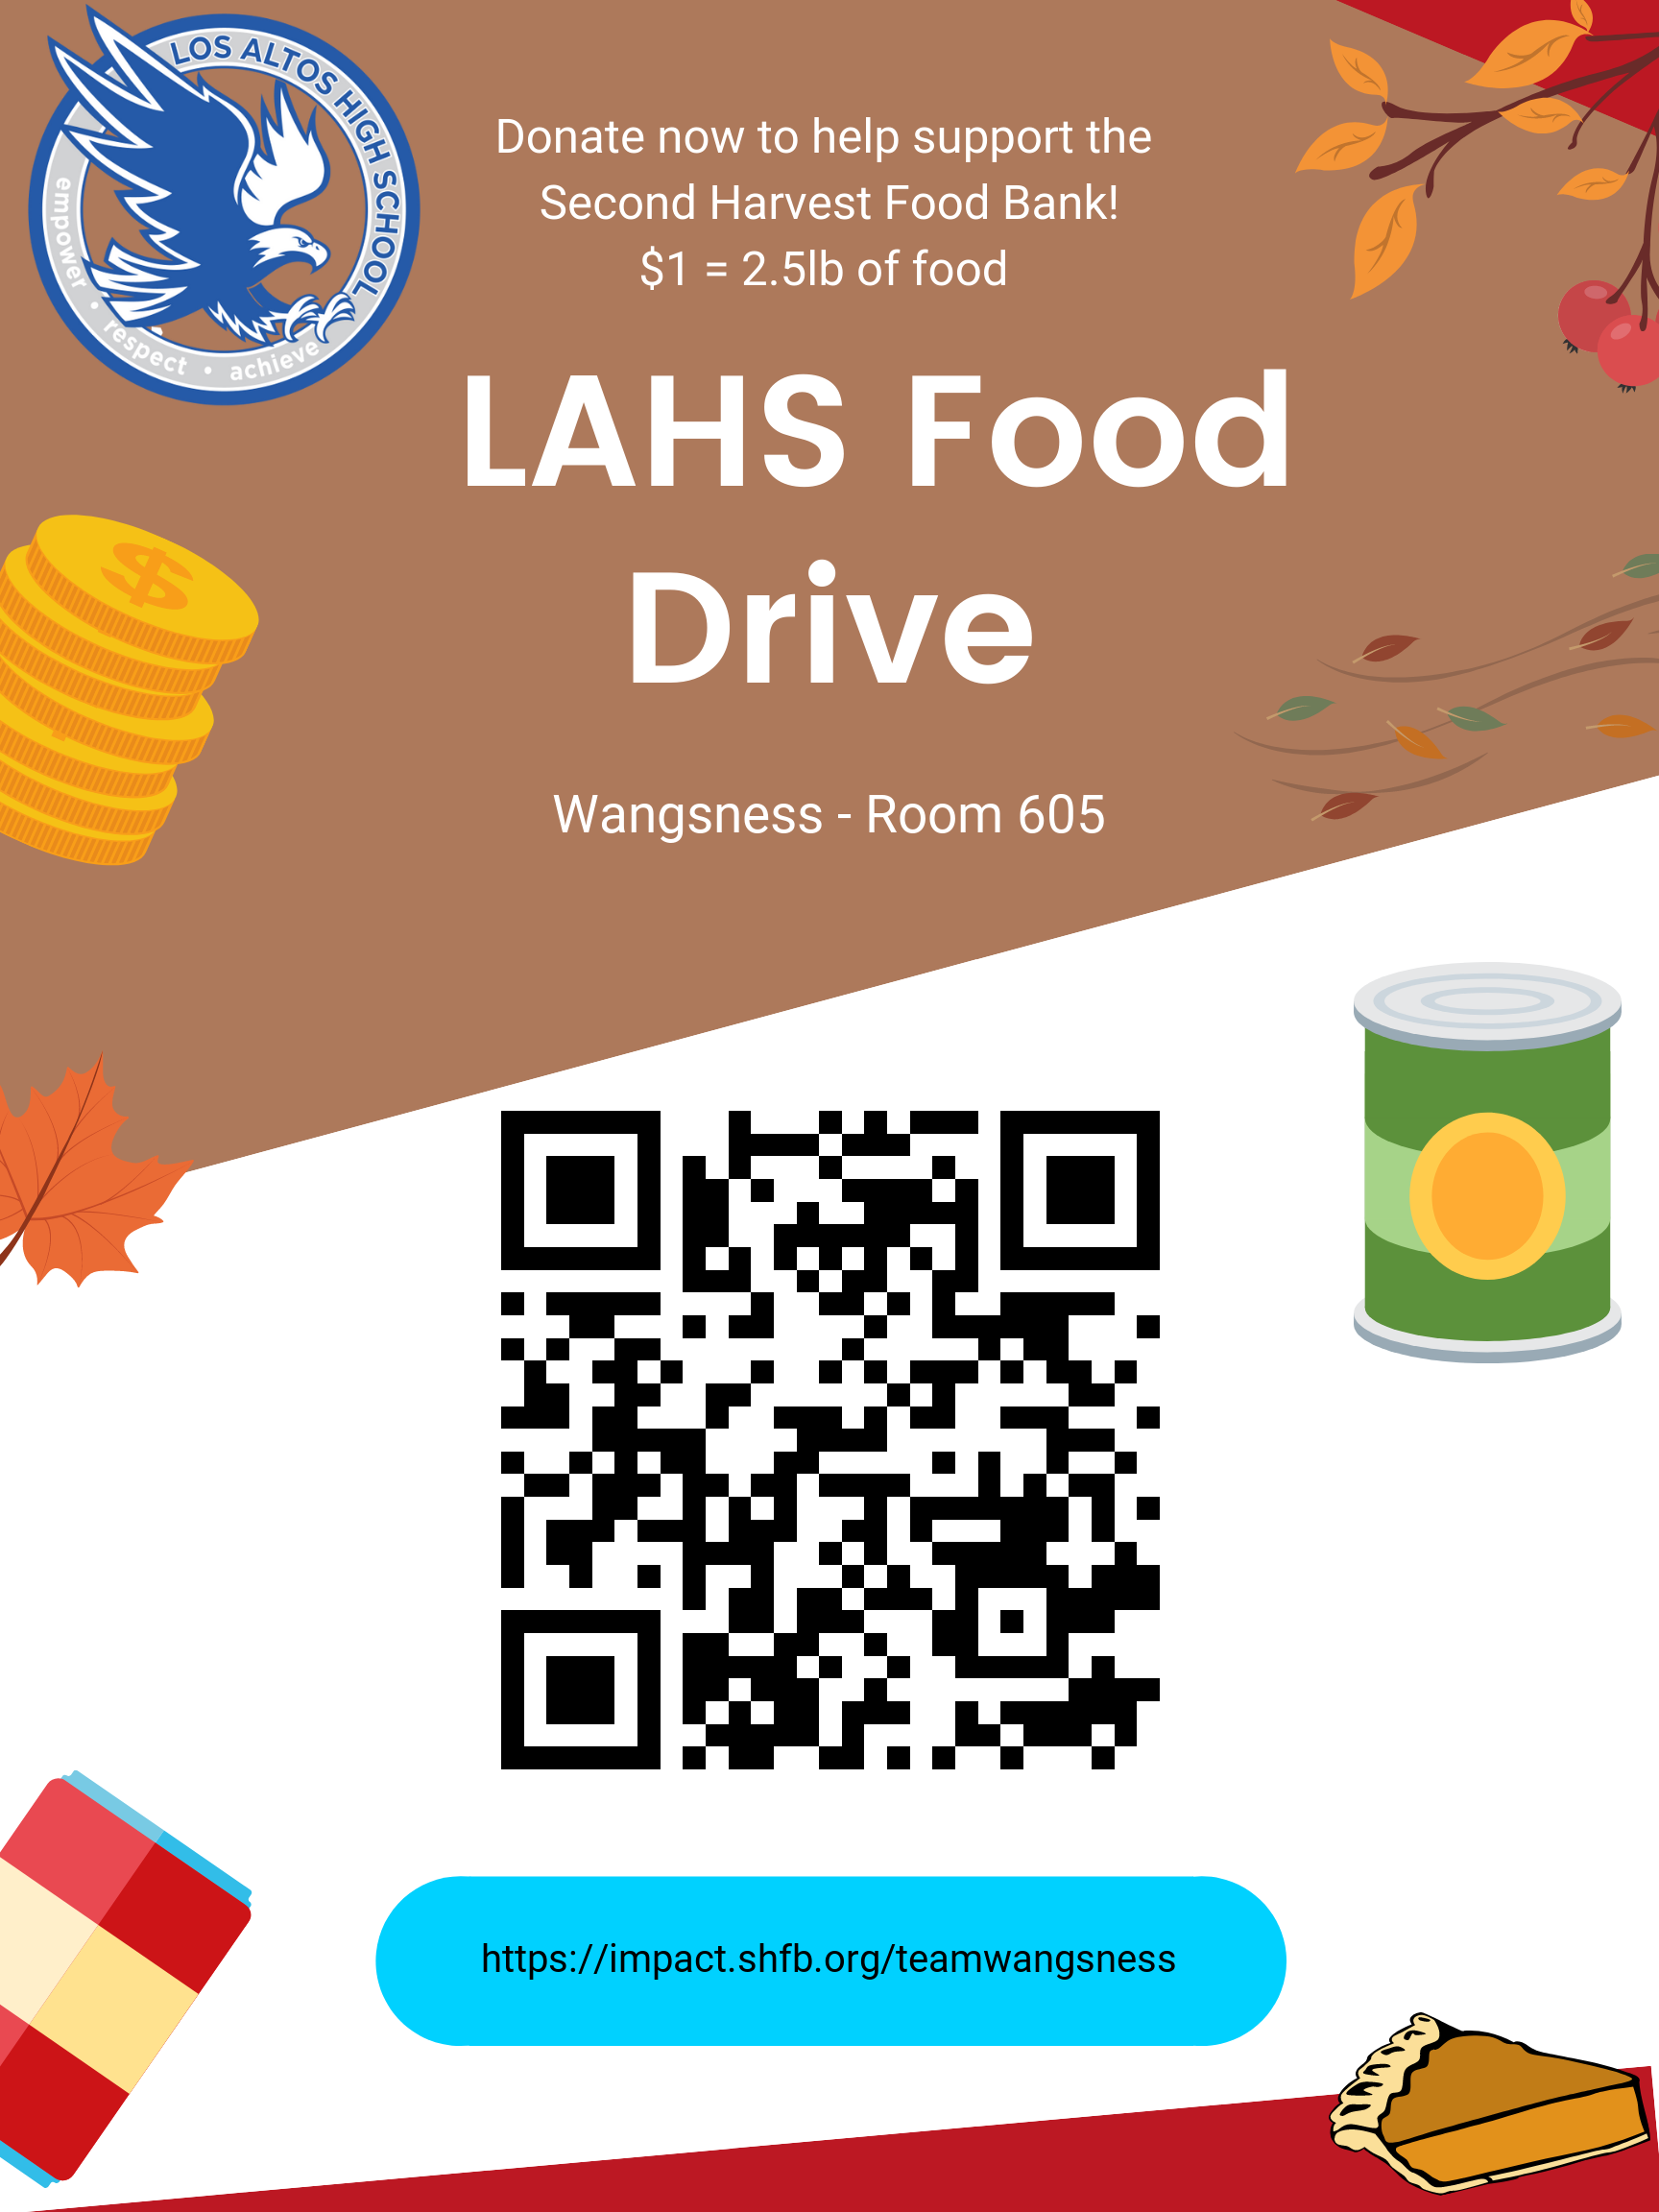 LOS ALTOS HIGH SCHOOL
empower • respect • achieve
Donate now to help support the
Second Harvest Food Bank!
$1 = 2.5lb of food
LAHS Food
Drive
$
Wangsness - Room 605
https://impact.shfb.org/teamwangsness